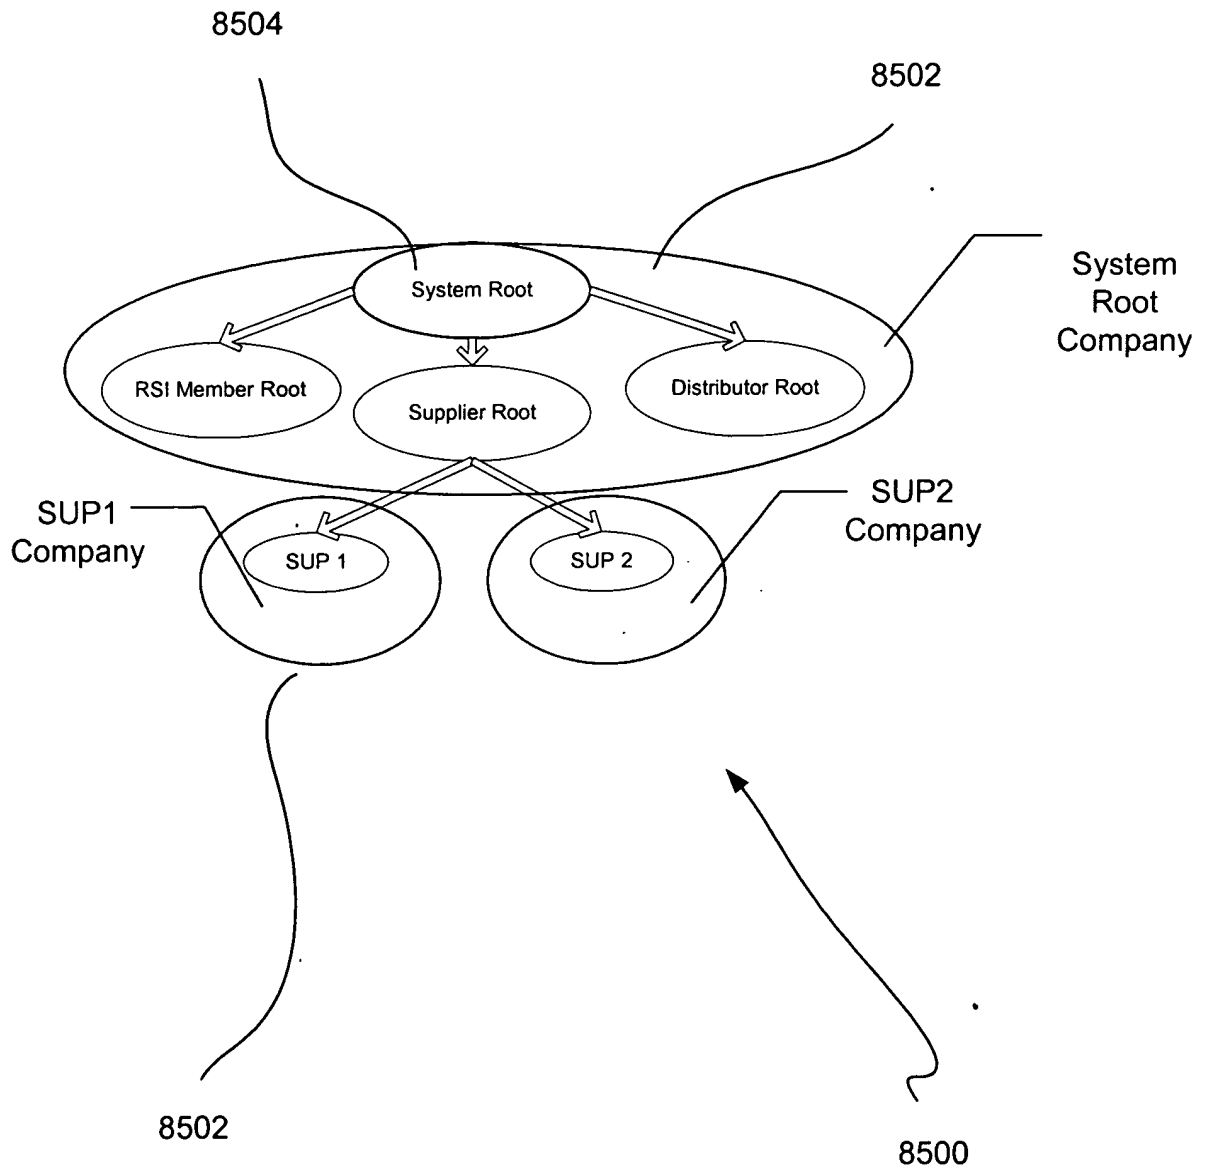 8504
8502
System Root
System
Root
Company
RSI Member Root
Supplier Root
Distributor Root
SUP1
Company
SUP2
Company
SUP 1
SUP 2
8502
8500